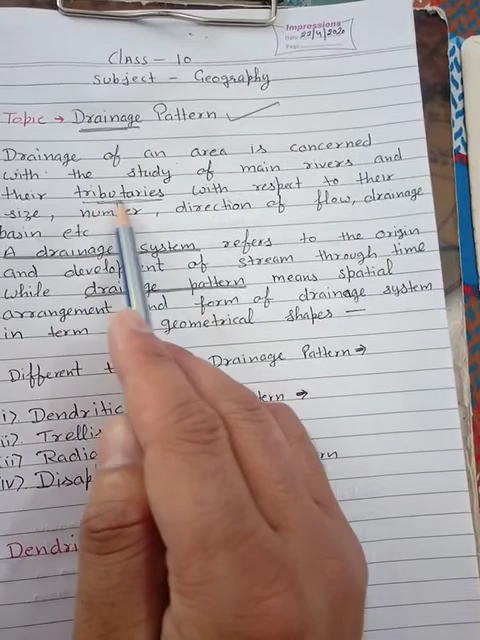 Impressions
Date 22/4/2020
Page
Class - 10
Subject - Geography
Topic → Drainage Pattern
Drainage of an area is concerned
with the study of main rivers and
their tributaries with respect to their
size, number, direction of flow, drainage
basin etc
A drainage system refers to the origin
and development of stream through time
while drainage pattern means spatial
arrangement and form of drainage system
in term geometrical shapes —
Different Drainage Pattern →
i) Dendritic →
ii) Trellis
iii) Radia
iv) Disap
Dendri